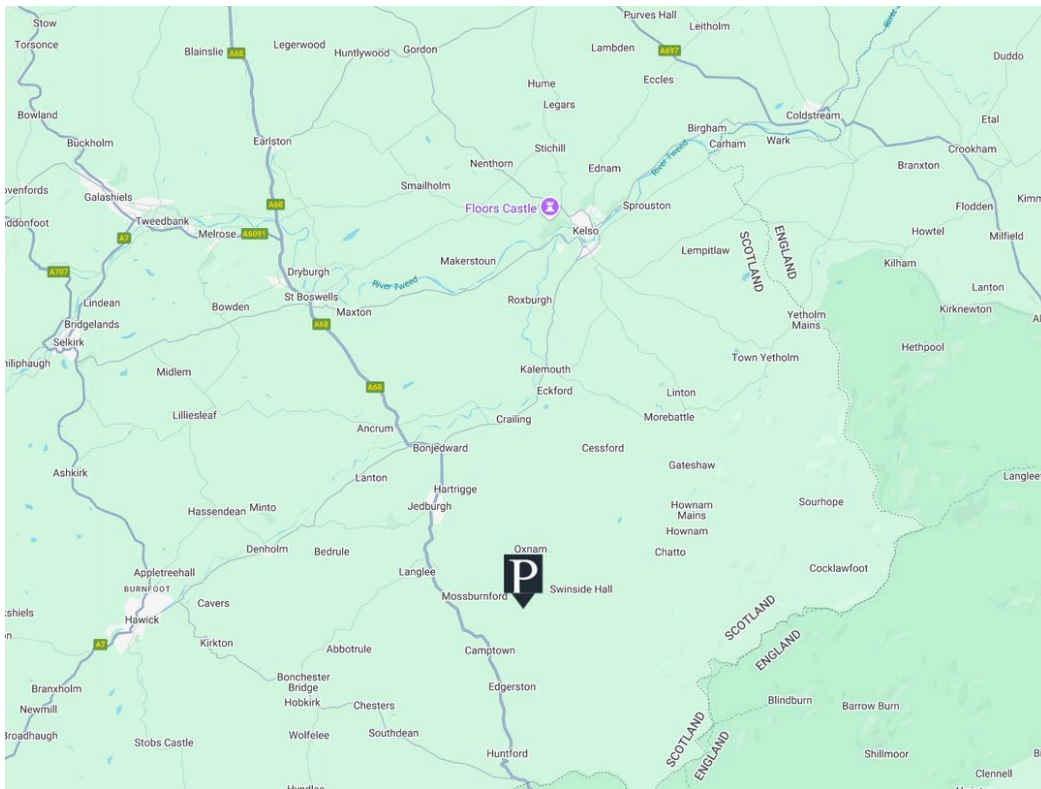 Purves Hall
Stow
Leitholm
Torsonce
Blainslie
A68
Legerwood
Huntlywood
Gordon
Lambden
A697
Duddo
Eccles
Hume
Legars
Bowland
Coldstream
Etal
Buckholm
Earlston
Birgham
Carham
Wark
Crookham
Stichill
Nenthorn
Ednam
River Tweed
Branxton
Smailholm
Galashiels
A68
Floors Castle
Sprouston
Flodden
Tweedbank
Kelso
Howtel
Milfield
A7
Melrose
A6091
SCOTLAND
ENGLAND
Lempitlaw
Makerstoun
Kilham
A707
Dryburgh
River Tweed
Lanton
St Boswells
Roxburgh
Lindean
Bowden
Maxton
Kirknewton
Bridgelands
A68
Yetholm
Mains
Selkirk
Hethpool
Town Yetholm
Midlem
Kalemouth
A68
Eckford
Linton
Lilliesleaf
Crailing
Morebattle
Ancrum
Bonjedward
Cessford
Gateshaw
Ashkirk
Lanton
Hartrigge
Sourhope
Hassendean
Minto
Jedburgh
Hownam
Mains
Hownam
Denholm
Bedrule
Oxnam
Chatto
Appletreehall
Langlee
P
Cocklawfoot
BURNFOOT
Mossburnford
Swinside Hall
Cavers
Hawick
SCOTLAND
ENGLAND
A7
Kirkton
Abbotrule
Camptown
Bonchester
Bridge
Edgerston
Branxholm
Hobkirk
Chesters
Blindburn
Barrow Burn
Newmill
Southdean
Wolfelee
Stobs Castle
Huntford
SCOTLAND
ENGLAND
Shillmoor
Clennell